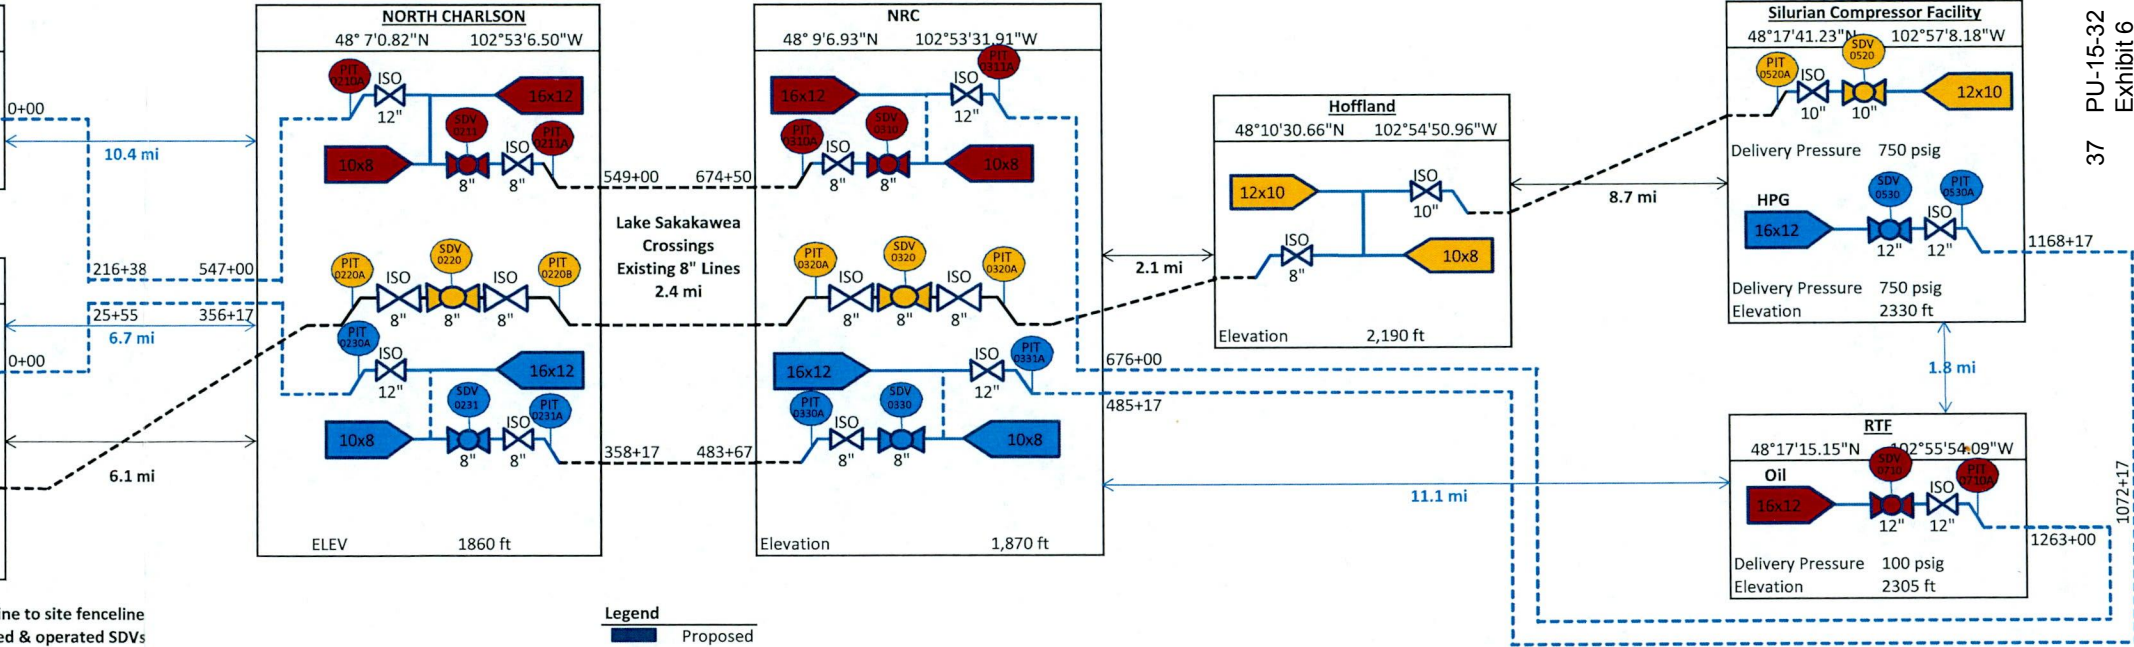 0+00
10.4 mi
216+38 547+00
25+55 356+17
6.7 mi
0+00
6.1 mi
ine to site fenceline
ed & operated SDVs
NORTH CHARLSON
48° 7'0.82"N 102°53'6.50"W
PIT
0210A
ISO
12"
16x12
10x8
SDV
0211
8"
ISO
8"
PIT
0211A
PIT
0220A
ISO
8"
SDV
0220
8"
ISO
8"
PIT
0220B
PIT
0230A
ISO
12"
16x12
10x8
SDV
0231
8"
ISO
8"
PIT
0231A
ELEV 1860 ft
549+00 674+50
Lake Sakakawea
Crossings
Existing 8" Lines
2.4 mi
358+17 483+67
Legend
Proposed
NRC
48° 9'6.93"N 102°53'31.91"W
16x12
ISO
12"
PIT
0311A
PIT
0310A
ISO
8"
SDV
0310
8"
10x8
PIT
0320A
ISO
8"
SDV
0320
8"
ISO
8"
PIT
0320A
16x12
ISO
12"
PIT
0331A
PIT
0330A
ISO
8"
SDV
0330
8"
10x8
Elevation 1,870 ft
2.1 mi
676+00
485+17
11.1 mi
Hoffland
48°10'30.66"N 102°54'50.96"W
12x10
ISO
10"
ISO
8"
10x8
Elevation 2,190 ft
8.7 mi
Silurian Compressor Facility
48°17'41.23"N 102°57'8.18"W
PIT
0520A
ISO
10"
SDV
0520
10"
12x10
Delivery Pressure 750 psig
HPG
16x12
SDV
0530
12"
ISO
12"
PIT
0530A
Delivery Pressure 750 psig
Elevation 2330 ft
1168+17
1.8 mi
RTF
48°17'15.15"N 102°55'54.09"W
Oil
16x12
SDV
0710
12"
ISO
12"
PIT
0710A
Delivery Pressure 100 psig
Elevation 2305 ft
1263+00
1072+17
37 PU-15-32
Exhibit 6